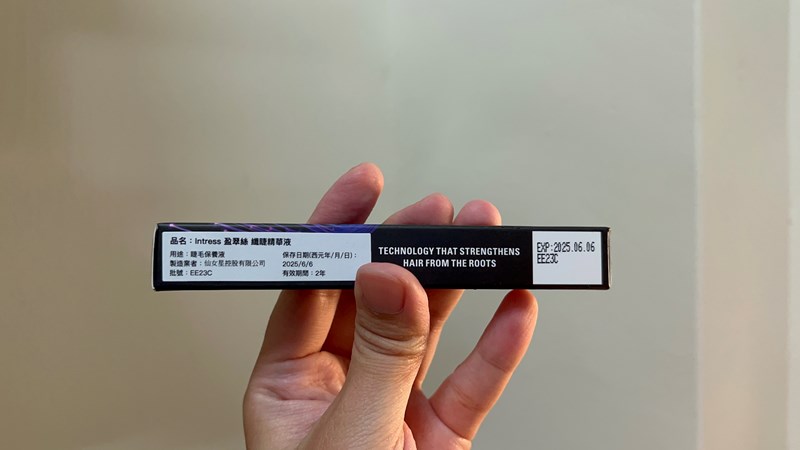 品名：Intress 盈翠絲 纖睫精華液
用途：睫毛保養液
製造業者：仙女星控股有限公司
批號：EE23C
保存日期(西元年/月/日)：
2025/6/6
有效期間：2年
TECHNOLOGY THAT STRENGTHENS
HAIR FROM THE ROOTS
EXP:2025.06.06
EE23C